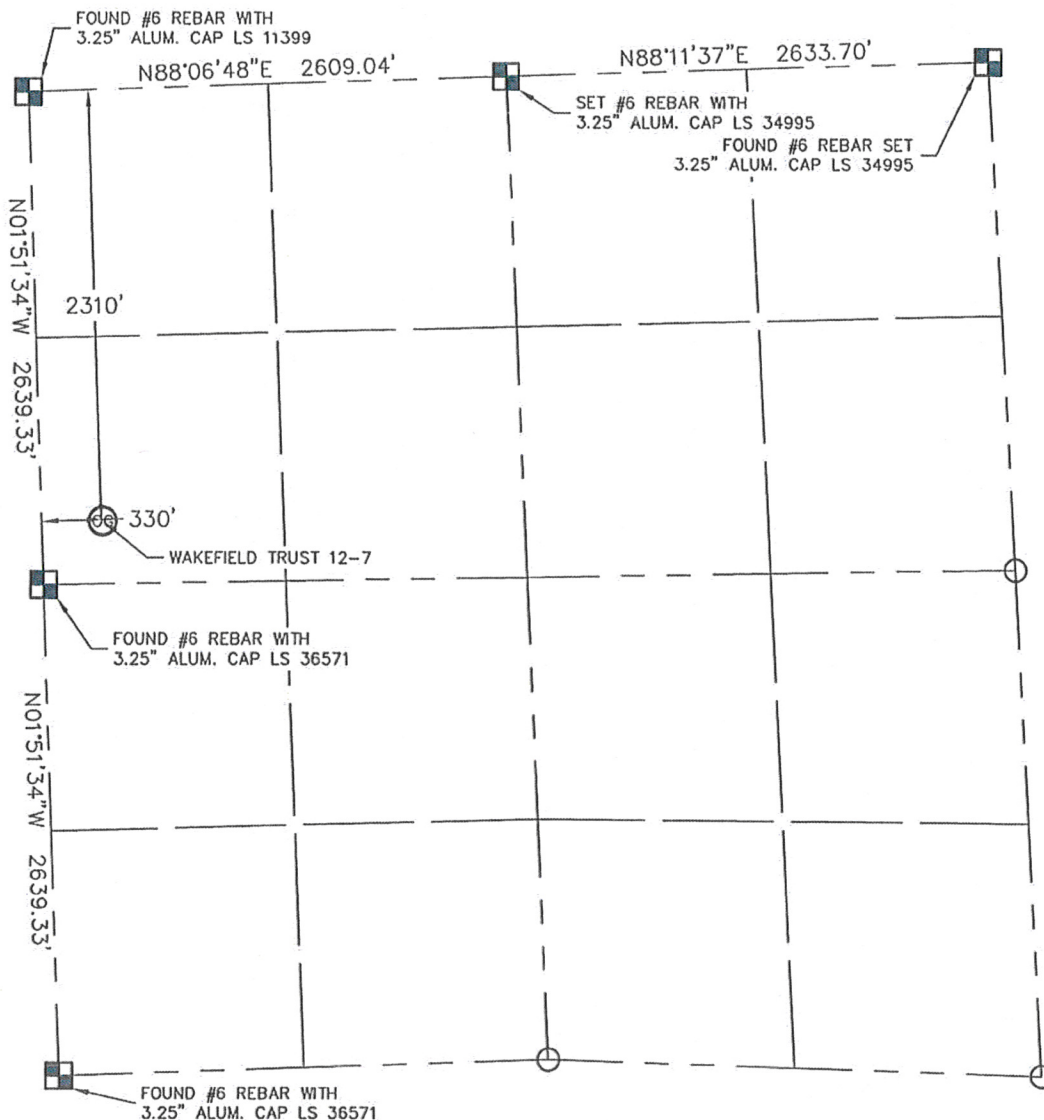 FOUND #6 REBAR WITH
3.25" ALUM. CAP LS 11399
N88°06'48"E 2609.04'
N88°11'37"E 2633.70'
SET #6 REBAR WITH
3.25" ALUM. CAP LS 34995
FOUND #6 REBAR SET
3.25" ALUM. CAP LS 34995
N01°51'34"W 2639.33'
2310'
330'
WAKEFIELD TRUST 12-7
FOUND #6 REBAR WITH
3.25" ALUM. CAP LS 36571
N01°51'34"W 2639.33'
FOUND #6 REBAR WITH
3.25" ALUM. CAP LS 36571